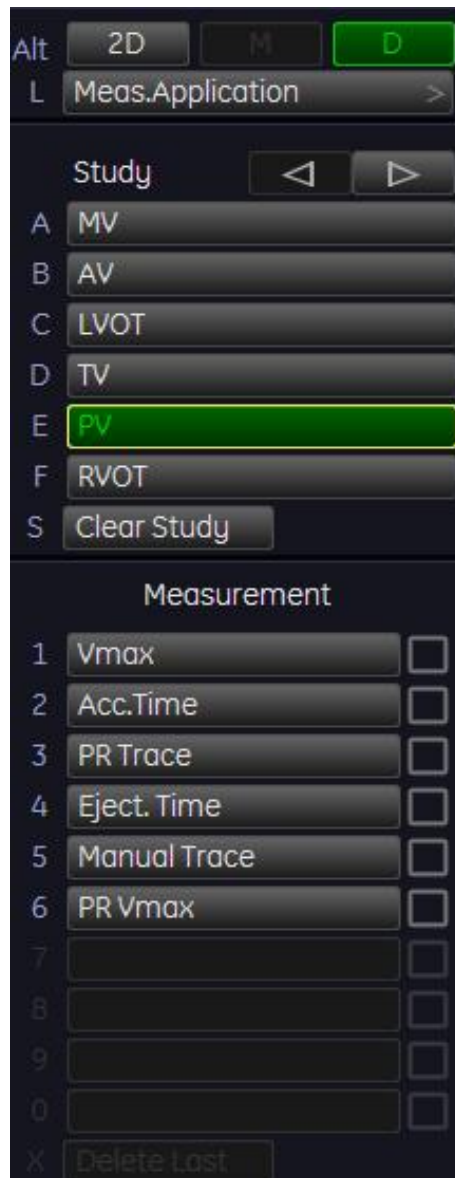 Alt 2D M D
L Meas.Application >
Study
A MV
B AV
C LVOT
D TV
E PV
F RVOT
S Clear Study
Measurement
1 Vmax
2 Acc.Time
3 PR Trace
4 Eject. Time
5 Manual Trace
6 PR Vmax
7
8
9
0
X Delete Last